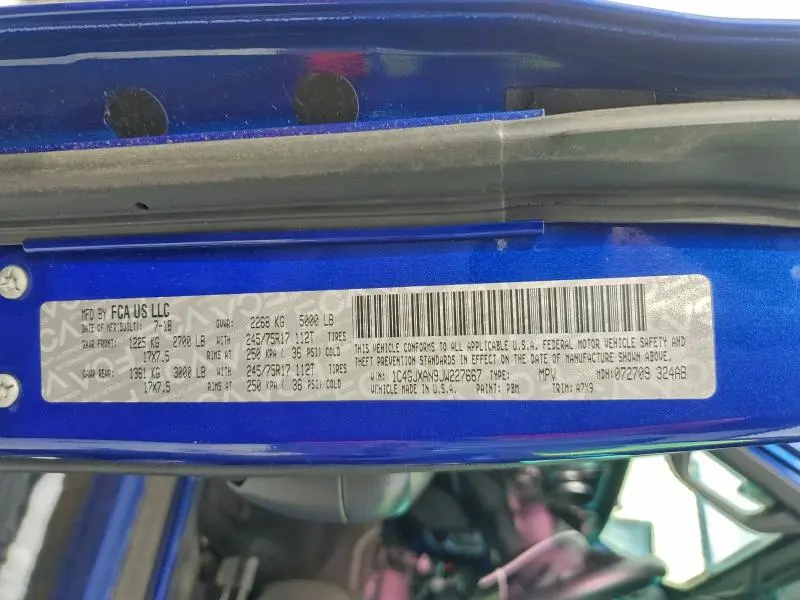 MFD BY FCA US LLC
DATE OF MFR(BUILT): 7-18 GVWR: 2268 KG 5000 LB
GAWR FRONT: 1225 KG 2700 LB WITH 245/75R17 112T TIRES
17X7.5 RIMS AT 250 KPA ( 36 PSI) COLD
GAWR REAR: 1361 KG 3000 LB WITH 245/75R17 112T TIRES
17X7.5 RIMS AT 250 KPA ( 36 PSI) COLD
THIS VEHICLE CONFORMS TO ALL APPLICABLE U.S.A. FEDERAL MOTOR VEHICLE SAFETY AND
THEFT PREVENTION STANDARDS IN EFFECT ON THE DATE OF MANUFACTURE SHOWN ABOVE.
VIN: 1C4GJXAN9JW227667 TYPE: MPV MDH: 072709 324AB
VEHICLE MADE IN U.S.A. PAINT: PBM TRIM: A7X9